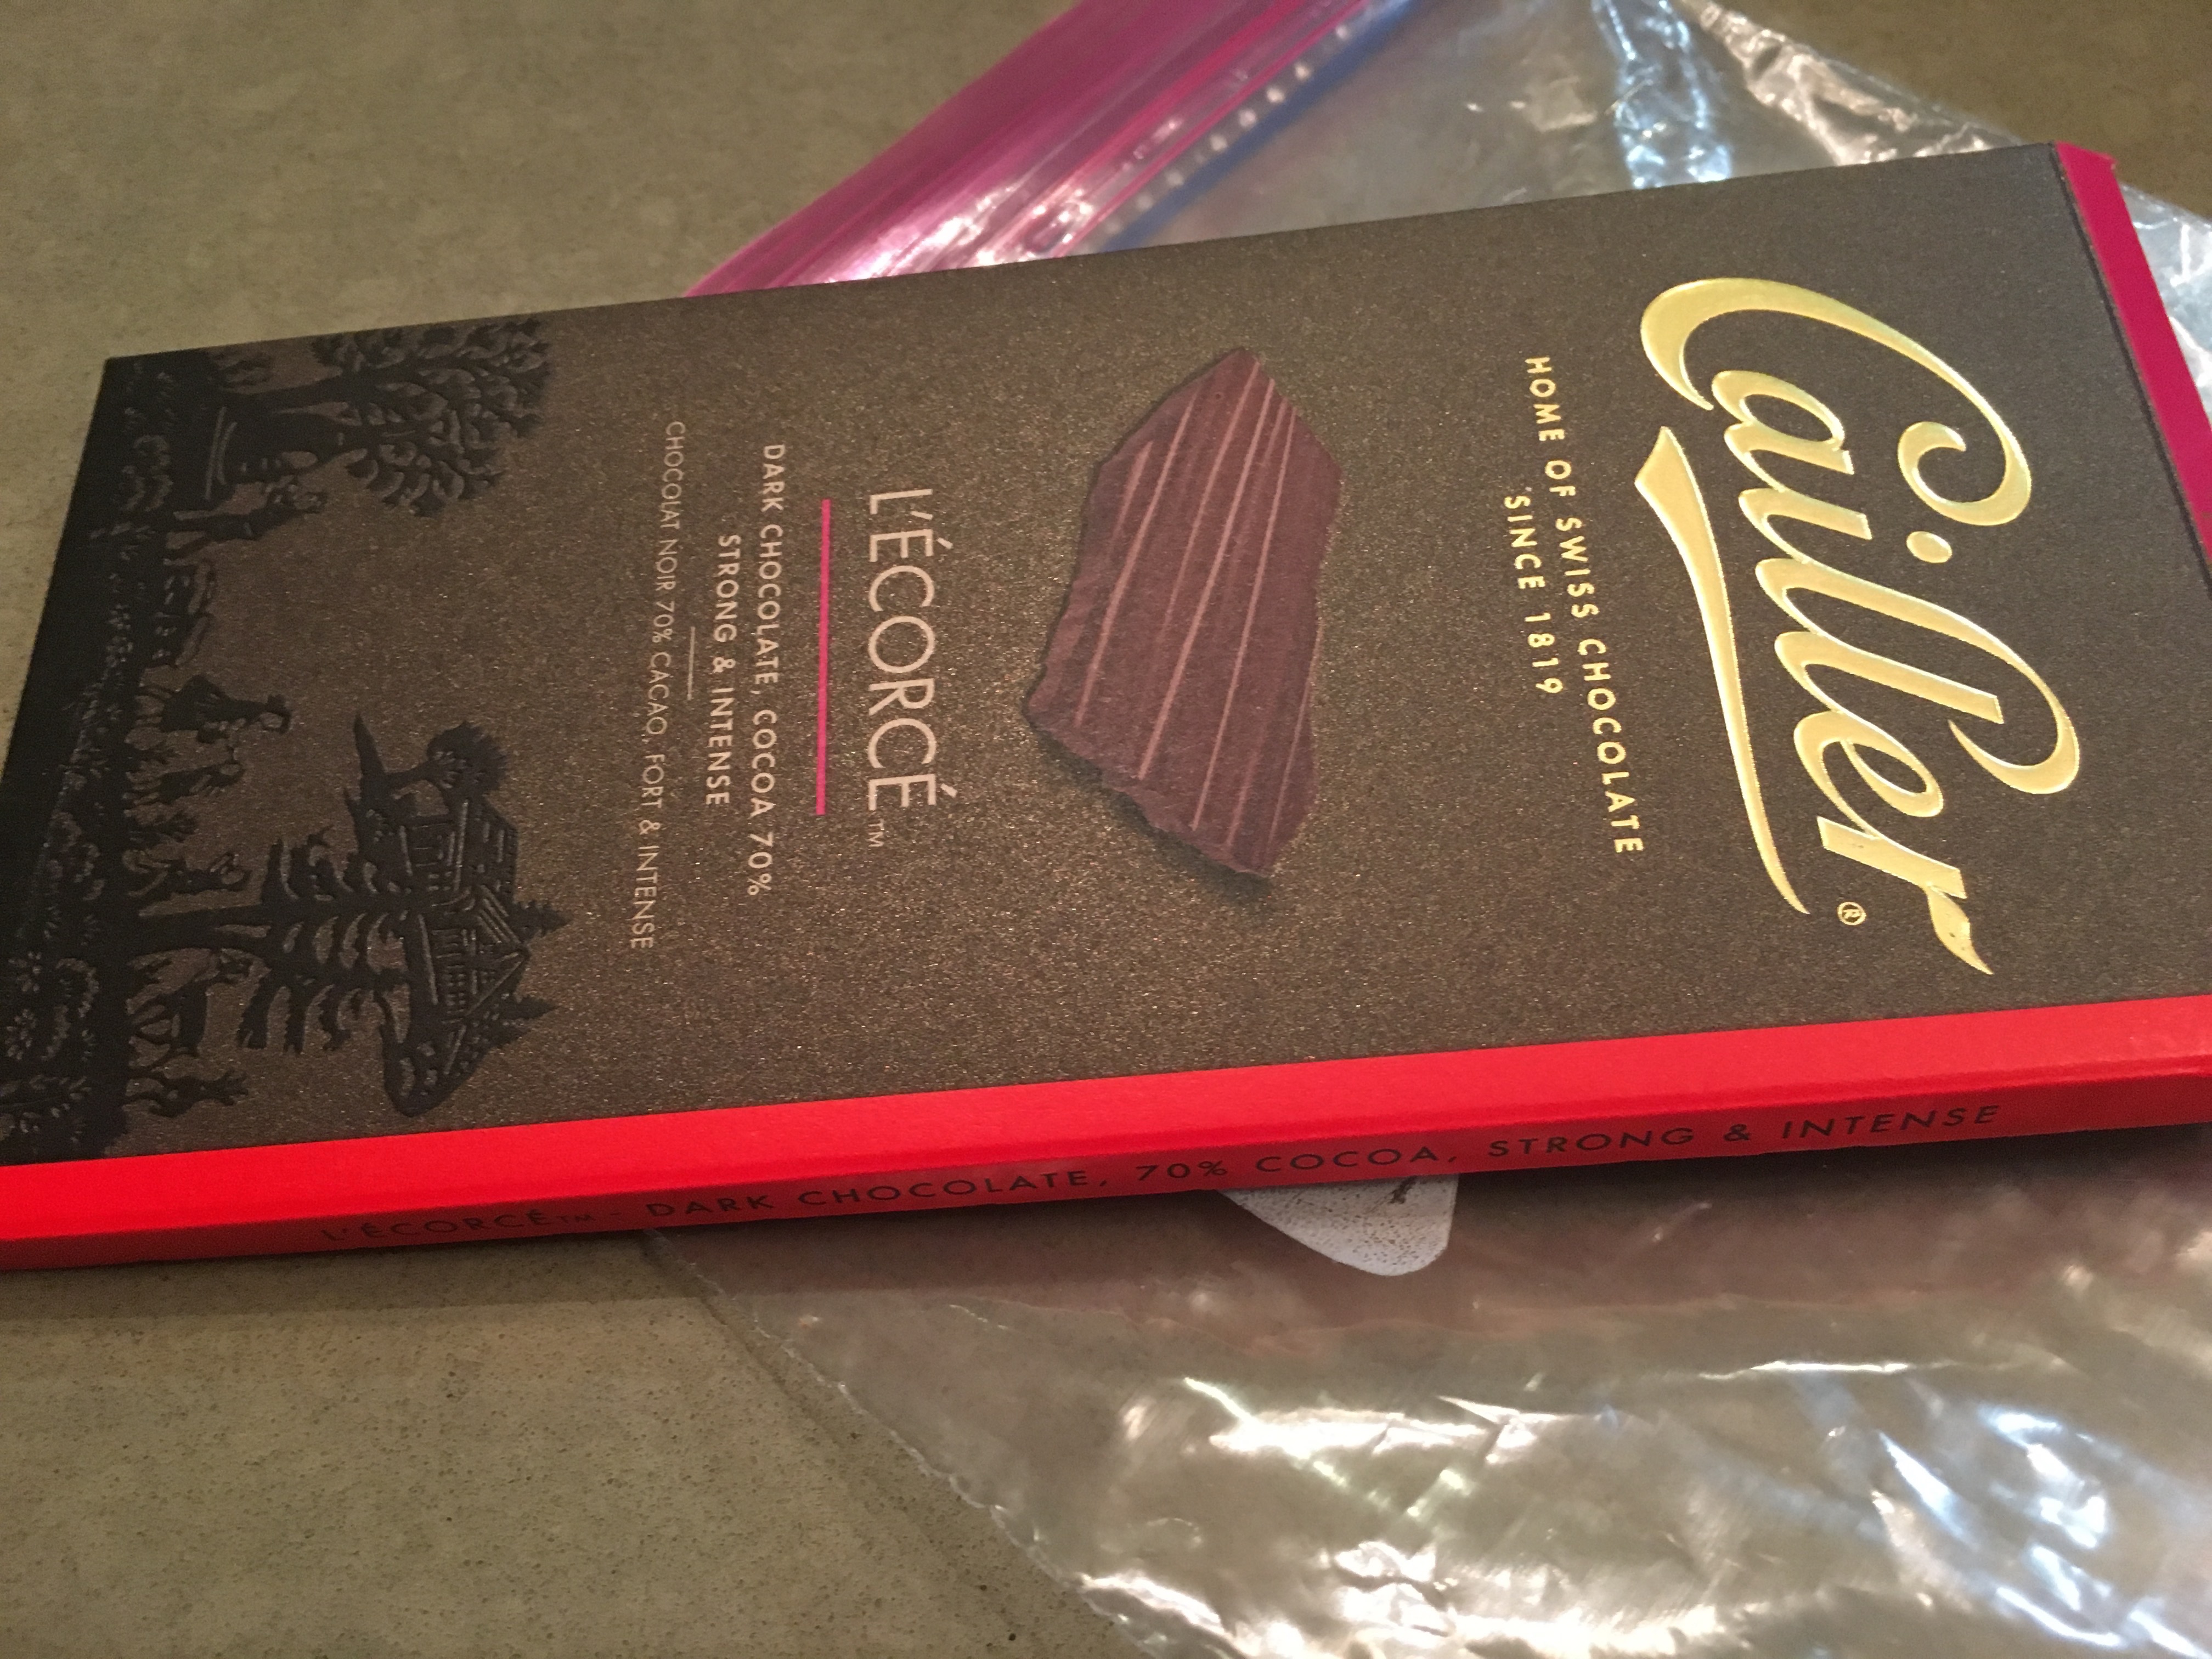 Cailler®
HOME OF SWISS CHOCOLATE
SINCE 1819
L'ÉCORCÉ™
DARK CHOCOLATE, COCOA 70%
STRONG & INTENSE
CHOCOLAT NOIR 70% CACAO, FORT & INTENSE
L'ÉCORCÉ™ - DARK CHOCOLATE, 70% COCOA, STRONG & INTENSE